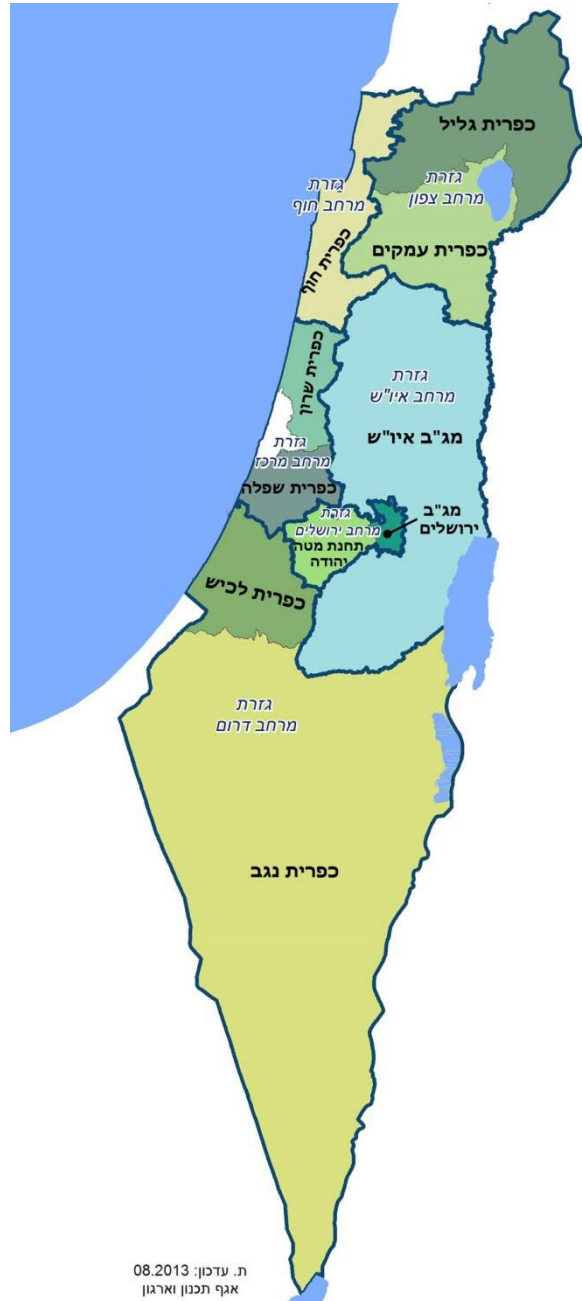 כפרית גליל
גזרת
מרחב צפון
גזרת
מרחב חוף
כפרית חוף
כפרית עמקים
כפרית שרון
גזרת
מרחב איו"ש
מג"ב איו"ש
גזרת
מרחב מרכז
כפרית שפלה
מג"ב
ירושלים
גזרת
מרחב ירושלים
תחנת מטה
יהודה
כפרית לכיש
גזרת
מרחב דרום
כפרית נגב
ת. עדכון: 08.2013
אגף תכנון וארגון